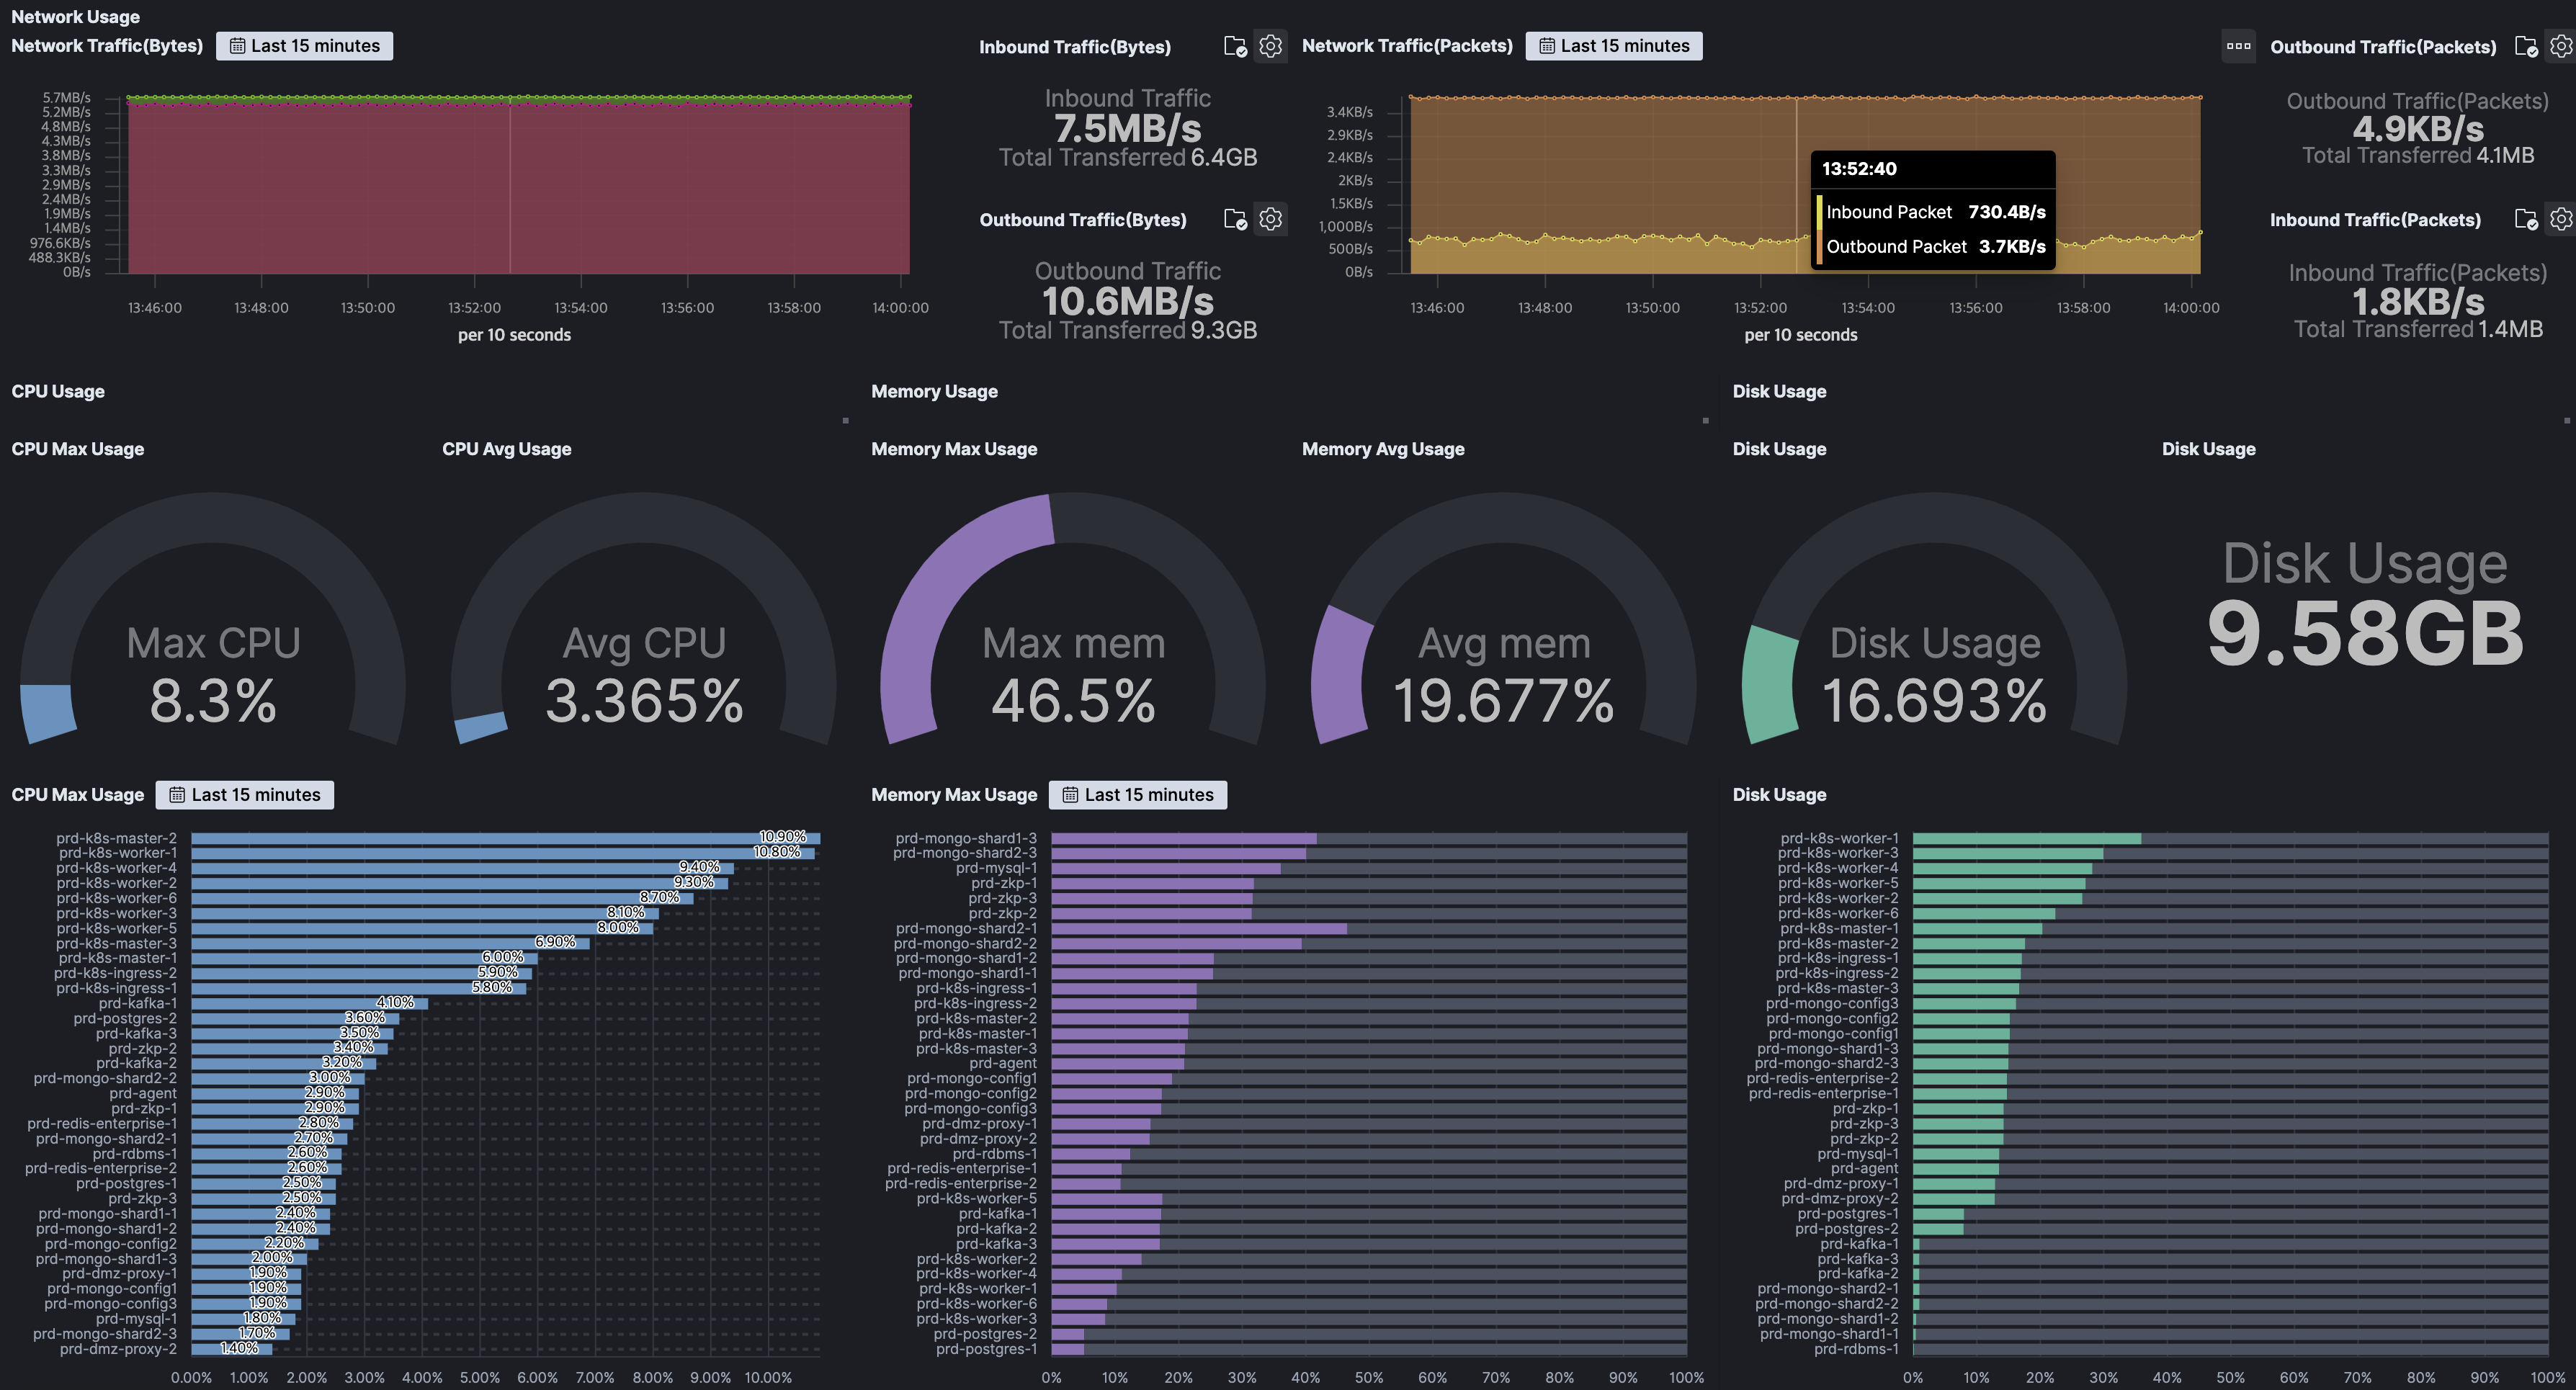 Network Usage
Network Traffic(Bytes) Last 15 minutes
5.7MB/s
5.2MB/s
4.8MB/s
4.3MB/s
3.8MB/s
3.3MB/s
2.9MB/s
2.4MB/s
1.9MB/s
1.4MB/s
976.6KB/s
488.3KB/s
0B/s
13:46:00 13:48:00 13:50:00 13:52:00 13:54:00 13:56:00 13:58:00 14:00:00
per 10 seconds
Inbound Traffic(Bytes)
Inbound Traffic
7.5MB/s
Total Transferred 6.4GB
Outbound Traffic(Bytes)
Outbound Traffic
10.6MB/s
Total Transferred 9.3GB
Network Traffic(Packets) Last 15 minutes
3.4KB/s
2.9KB/s
2.4KB/s
2KB/s
1.5KB/s
1,000B/s
500B/s
0B/s
13:52:40
Inbound Packet 730.4B/s
Outbound Packet 3.7KB/s
13:46:00 13:48:00 13:50:00 13:52:00 13:54:00 13:56:00 13:58:00 14:00:00
per 10 seconds
Outbound Traffic(Packets)
Outbound Traffic(Packets)
4.9KB/s
Total Transferred 4.1MB
Inbound Traffic(Packets)
Inbound Traffic(Packets)
1.8KB/s
Total Transferred 1.4MB
CPU Usage
Memory Usage
Disk Usage
CPU Max Usage
Max CPU
8.3%
CPU Avg Usage
Avg CPU
3.365%
Memory Max Usage
Max mem
46.5%
Memory Avg Usage
Avg mem
19.677%
Disk Usage
Disk Usage
16.693%
Disk Usage
Disk Usage
9.58GB
CPU Max Usage Last 15 minutes
prd-k8s-master-2 10.90%
prd-k8s-worker-1 10.80%
prd-k8s-worker-4 9.40%
prd-k8s-worker-2 9.30%
prd-k8s-worker-6 8.70%
prd-k8s-worker-3 8.10%
prd-k8s-worker-5 8.00%
prd-k8s-master-3 6.90%
prd-k8s-master-1 6.00%
prd-k8s-ingress-2 5.90%
prd-k8s-ingress-1 5.80%
prd-kafka-1 4.10%
prd-postgres-2 3.60%
prd-kafka-3 3.50%
prd-zkp-2 3.40%
prd-kafka-2 3.20%
prd-mongo-shard2-2 3.00%
prd-agent 2.90%
prd-zkp-1 2.90%
prd-redis-enterprise-1 2.80%
prd-mongo-shard2-1 2.70%
prd-rdbms-1 2.60%
prd-redis-enterprise-2 2.60%
prd-postgres-1 2.50%
prd-zkp-3 2.50%
prd-mongo-shard1-1 2.40%
prd-mongo-shard1-2 2.40%
prd-mongo-config2 2.20%
prd-mongo-shard1-3 2.00%
prd-dmz-proxy-1 1.90%
prd-mongo-config1 1.90%
prd-mongo-config3 1.90%
prd-mysql-1 1.80%
prd-mongo-shard2-3 1.70%
prd-dmz-proxy-2 1.40%
0.00% 1.00% 2.00% 3.00% 4.00% 5.00% 6.00% 7.00% 8.00% 9.00% 10.00%
Memory Max Usage Last 15 minutes
prd-mongo-shard1-3
prd-mongo-shard2-3
prd-mysql-1
prd-zkp-1
prd-zkp-3
prd-zkp-2
prd-mongo-shard2-1
prd-mongo-shard2-2
prd-mongo-shard1-2
prd-mongo-shard1-1
prd-k8s-ingress-1
prd-k8s-ingress-2
prd-k8s-master-2
prd-k8s-master-1
prd-k8s-master-3
prd-agent
prd-mongo-config1
prd-mongo-config2
prd-mongo-config3
prd-dmz-proxy-1
prd-dmz-proxy-2
prd-rdbms-1
prd-redis-enterprise-1
prd-redis-enterprise-2
prd-k8s-worker-5
prd-kafka-1
prd-kafka-2
prd-kafka-3
prd-k8s-worker-2
prd-k8s-worker-4
prd-k8s-worker-1
prd-k8s-worker-6
prd-k8s-worker-3
prd-postgres-2
prd-postgres-1
0% 10% 20% 30% 40% 50% 60% 70% 80% 90% 100%
Disk Usage
prd-k8s-worker-1
prd-k8s-worker-3
prd-k8s-worker-4
prd-k8s-worker-5
prd-k8s-worker-2
prd-k8s-worker-6
prd-k8s-master-1
prd-k8s-master-2
prd-k8s-ingress-1
prd-k8s-ingress-2
prd-k8s-master-3
prd-mongo-config3
prd-mongo-config2
prd-mongo-config1
prd-mongo-shard1-3
prd-mongo-shard2-3
prd-redis-enterprise-2
prd-redis-enterprise-1
prd-zkp-1
prd-zkp-3
prd-zkp-2
prd-mysql-1
prd-agent
prd-dmz-proxy-1
prd-dmz-proxy-2
prd-postgres-1
prd-postgres-2
prd-kafka-1
prd-kafka-3
prd-kafka-2
prd-mongo-shard2-1
prd-mongo-shard2-2
prd-mongo-shard1-2
prd-mongo-shard1-1
prd-rdbms-1
0% 10% 20% 30% 40% 50% 60% 70% 80% 90% 100%